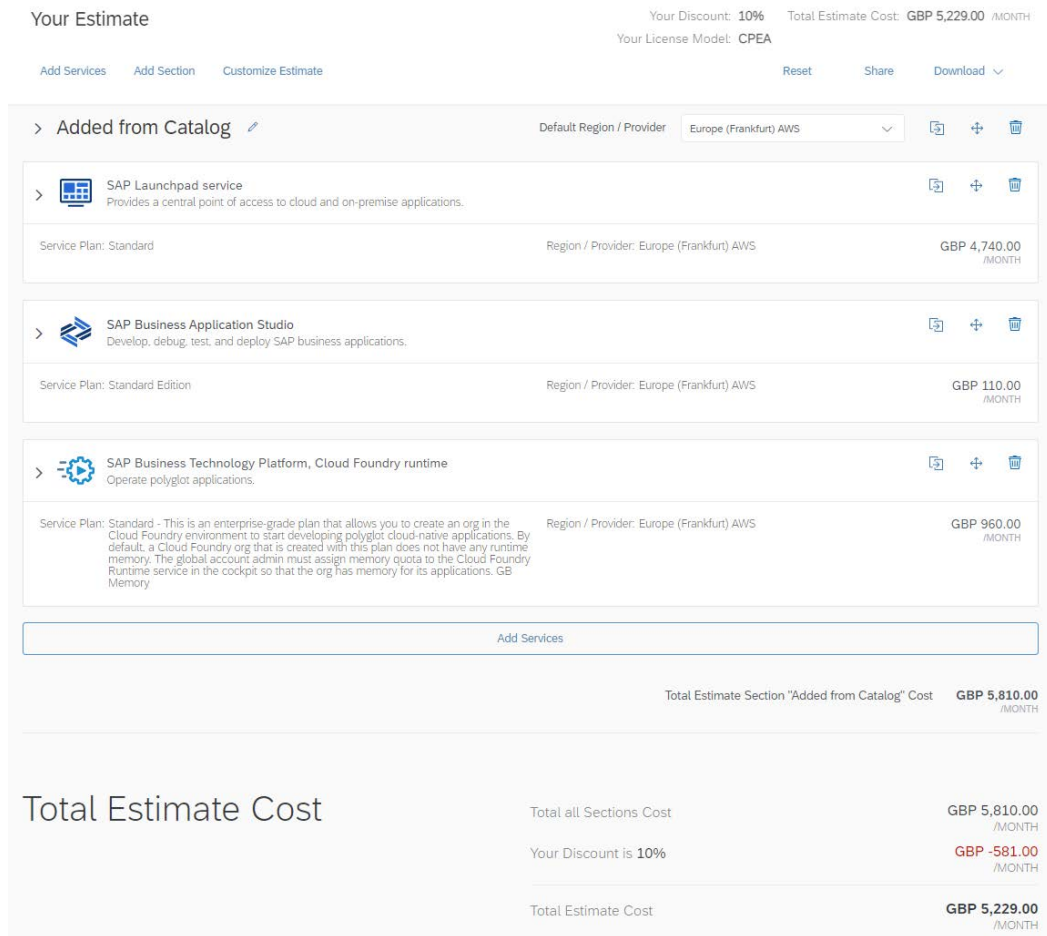 Your Estimate
Your Discount: 10% Total Estimate Cost: GBP 5,229.00 /MONTH
Your License Model: CPEA
Add Services Add Section Customize Estimate Reset Share Download
Added from Catalog Default Region / Provider Europe (Frankfurt) AWS
SAP Launchpad service
Provides a central point of access to cloud and on-premise applications.
Service Plan: Standard Region / Provider: Europe (Frankfurt) AWS GBP 4,740.00
/MONTH
SAP Business Application Studio
Develop, debug, test, and deploy SAP business applications.
Service Plan: Standard Edition Region / Provider: Europe (Frankfurt) AWS GBP 110.00
/MONTH
SAP Business Technology Platform, Cloud Foundry runtime
Operate polyglot applications.
Service Plan: Standard - This is an enterprise-grade plan that allows you to create an org in the Region / Provider: Europe (Frankfurt) AWS GBP 960.00
Cloud Foundry environment to start developing polyglot cloud-native applications. By /MONTH
default, a Cloud Foundry org that is created with this plan does not have any runtime
memory. The global account admin must assign memory quota to the Cloud Foundry
Runtime service in the cockpit so that the org has memory for its applications. GB
Memory
Add Services
Total Estimate Section "Added from Catalog" Cost GBP 5,810.00
/MONTH
Total Estimate Cost
Total all Sections Cost GBP 5,810.00
/MONTH
Your Discount is 10% GBP -581.00
/MONTH
Total Estimate Cost GBP 5,229.00
/MONTH